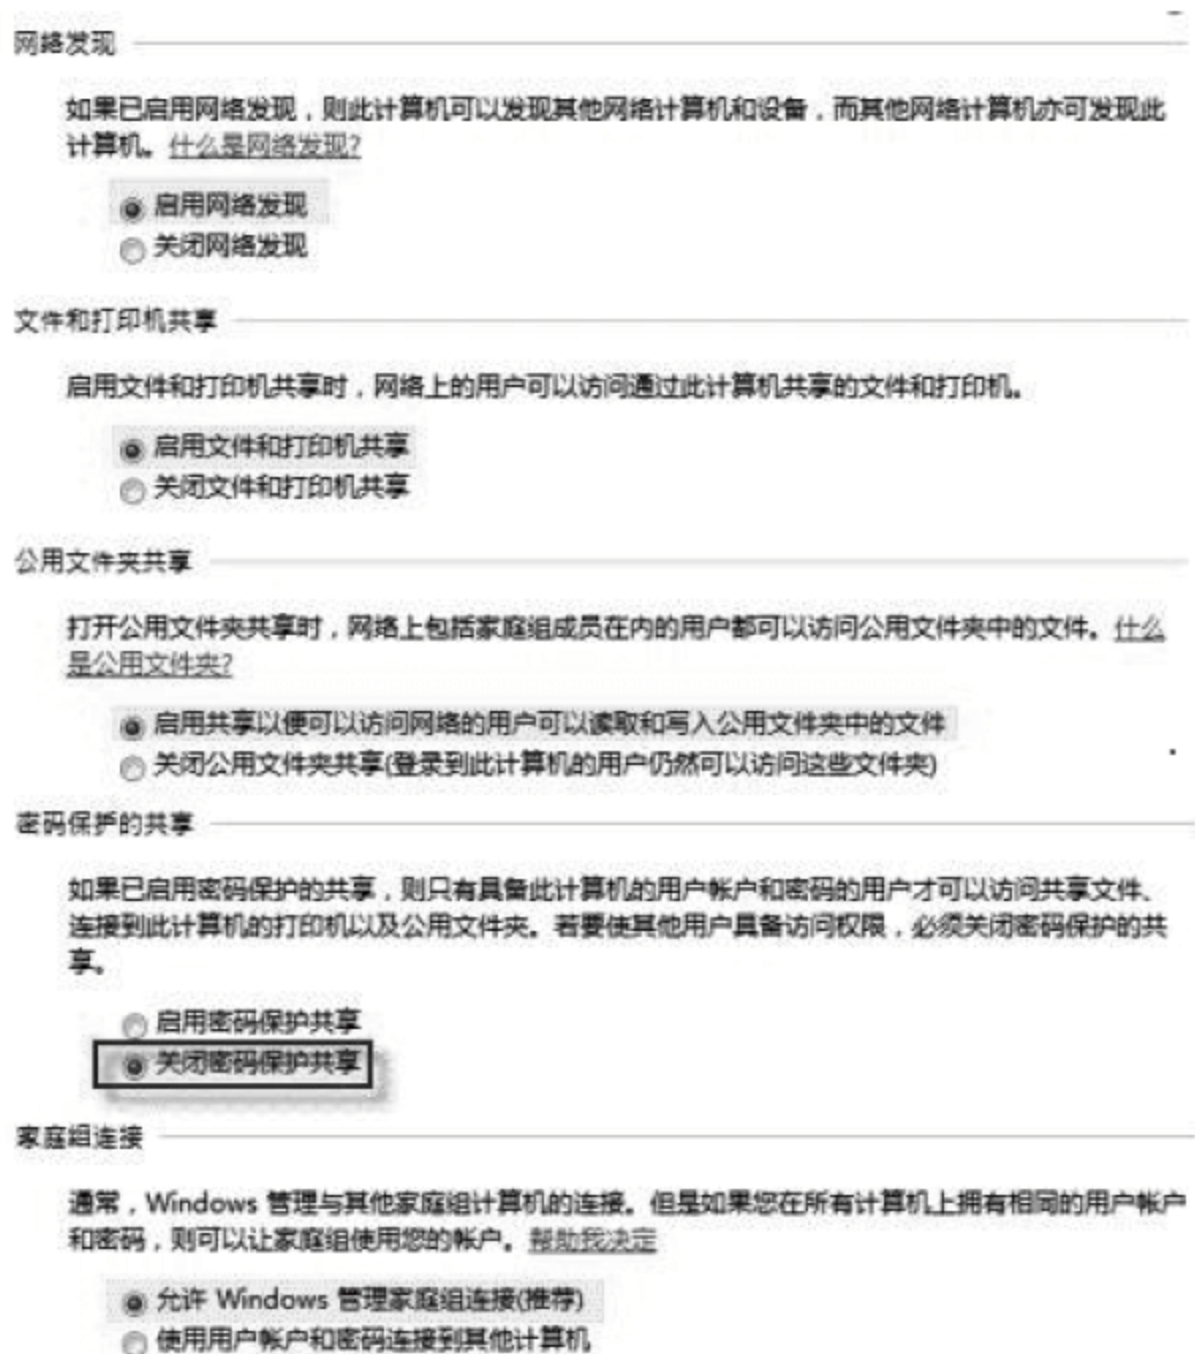 网络发现
如果已启用网络发现，则此计算机可以发现其他网络计算机和设备，而其他网络计算机亦可发现此
计算机。什么是网络发现?
启用网络发现
关闭网络发现
文件和打印机共享
启用文件和打印机共享时，网络上的用户可以访问通过此计算机共享的文件和打印机。
启用文件和打印机共享
关闭文件和打印机共享
公用文件夹共享
打开公用文件夹共享时，网络上包括家庭组成员在内的用户都可以访问公用文件夹中的文件。什么
是公用文件夹?
启用共享以便可以访问网络的用户可以读取和写入公用文件夹中的文件
关闭公用文件夹共享(登录到此计算机的用户仍然可以访问这些文件夹)
密码保护的共享
如果已启用密码保护的共享，则只有具备此计算机的用户帐户和密码的用户才可以访问共享文件、
连接到此计算机的打印机以及公用文件夹。若要使其他用户具备访问权限，必须关闭密码保护的共
享。
启用密码保护共享
关闭密码保护共享
家庭组连接
通常，Windows 管理与其他家庭组计算机的连接。但是如果您在所有计算机上拥有相同的用户帐户
和密码，则可以让家庭组使用您的帐户。帮助我决定
允许 Windows 管理家庭组连接(推荐)
使用用户帐户和密码连接到其他计算机